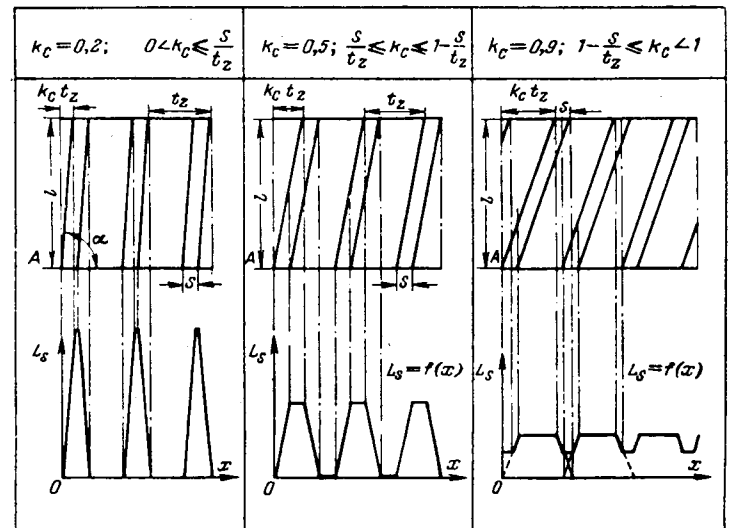 k_c = 0,2; 0 < k_c ⩽ s/t_z
k_c = 0,5; s/t_z ⩽ k_c ⩽ 1 − s/t_z
k_c = 0,9; 1 − s/t_z ⩽ k_c < 1
k_c t_z
t_z
l
α
A
s
L_s
x
0
k_c t_z
t_z
l
A
s
L_s = f(x)
x
0
k_c t_z
s
l
A
L_s
L_s = f(x)
x
0